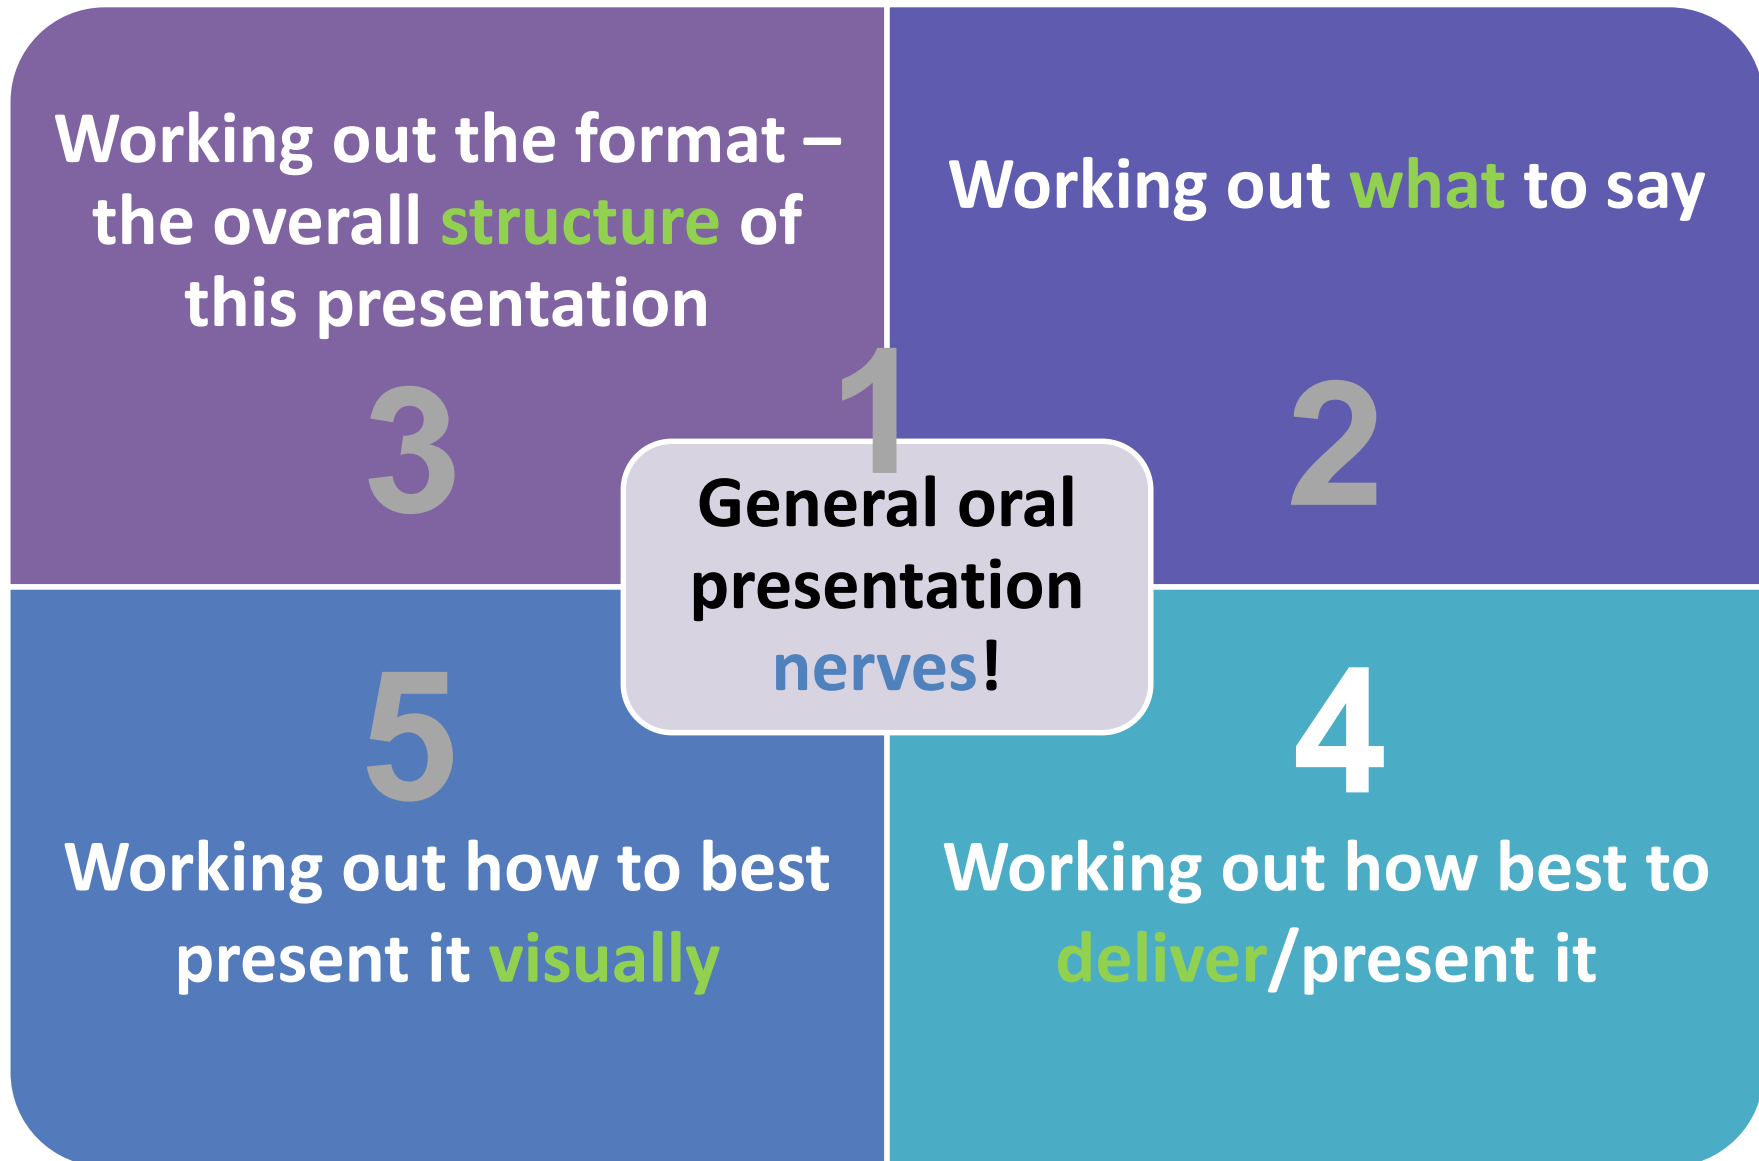 Working out the format –
the overall structure of
this presentation
3
Working out what to say
2
1
General oral
presentation
nerves!
5
Working out how to best
present it visually
4
Working out how best to
deliver/present it